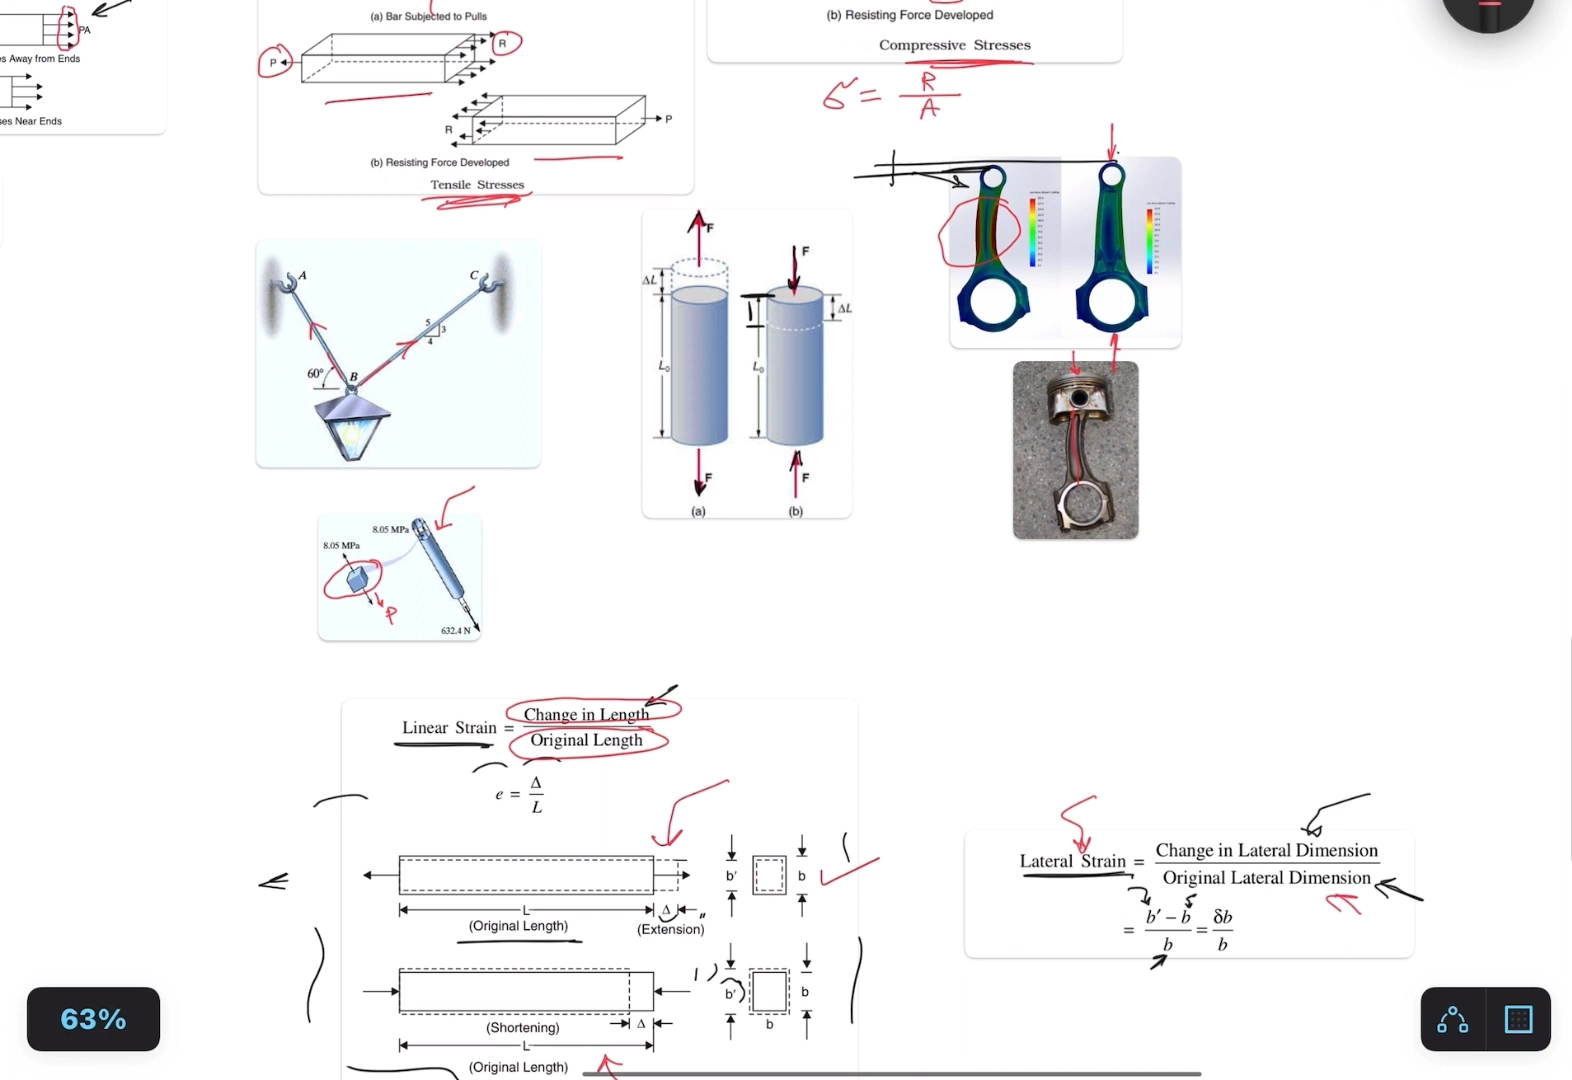 PA
s Away from Ends
ses Near Ends
(a) Bar Subjected to Pulls
P
R
R
P
(b) Resisting Force Developed
Tensile Stresses
(b) Resisting Force Developed
Compressive Stresses
σ = R
A
A
C
5
3
4
60°
B
F
F
ΔL
ΔL
L₀
L₀
F
F
(a)
(b)
8.05 MPa
8.05 MPa
P
632.4 N
Linear Strain = Change in Length
Original Length
e = Δ
L
b'
b
L
Δ
(Original Length)
(Extension)
b'
b
b
(Shortening)
Δ
L
(Original Length)
Lateral Strain = Change in Lateral Dimension
Original Lateral Dimension
= b' – b = δb
b b
63%